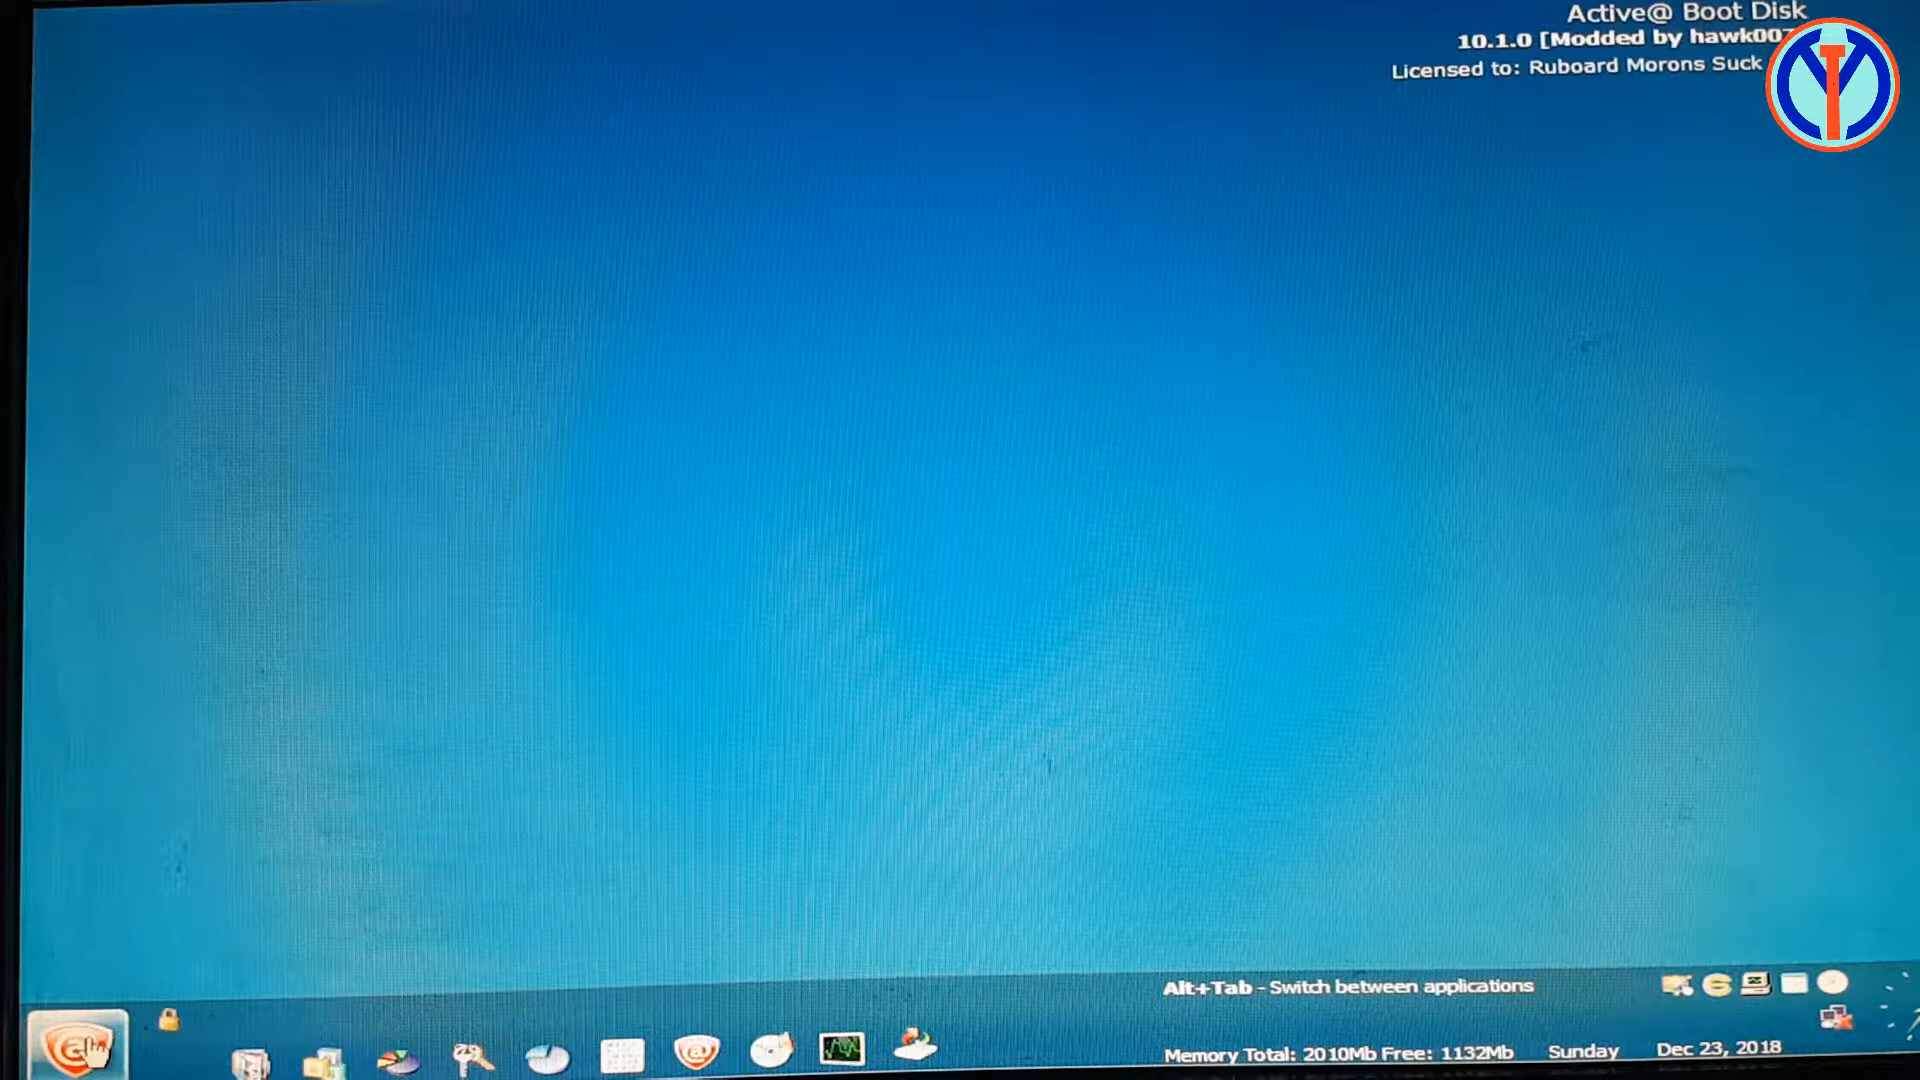 Active@ Boot Disk
10.1.0 [Modded by hawk007
Licensed to: Ruboard Morons Suck
Alt+Tab - Switch between applications
Memory Total: 2010Mb Free: 1132Mb Sunday Dec 23, 2018